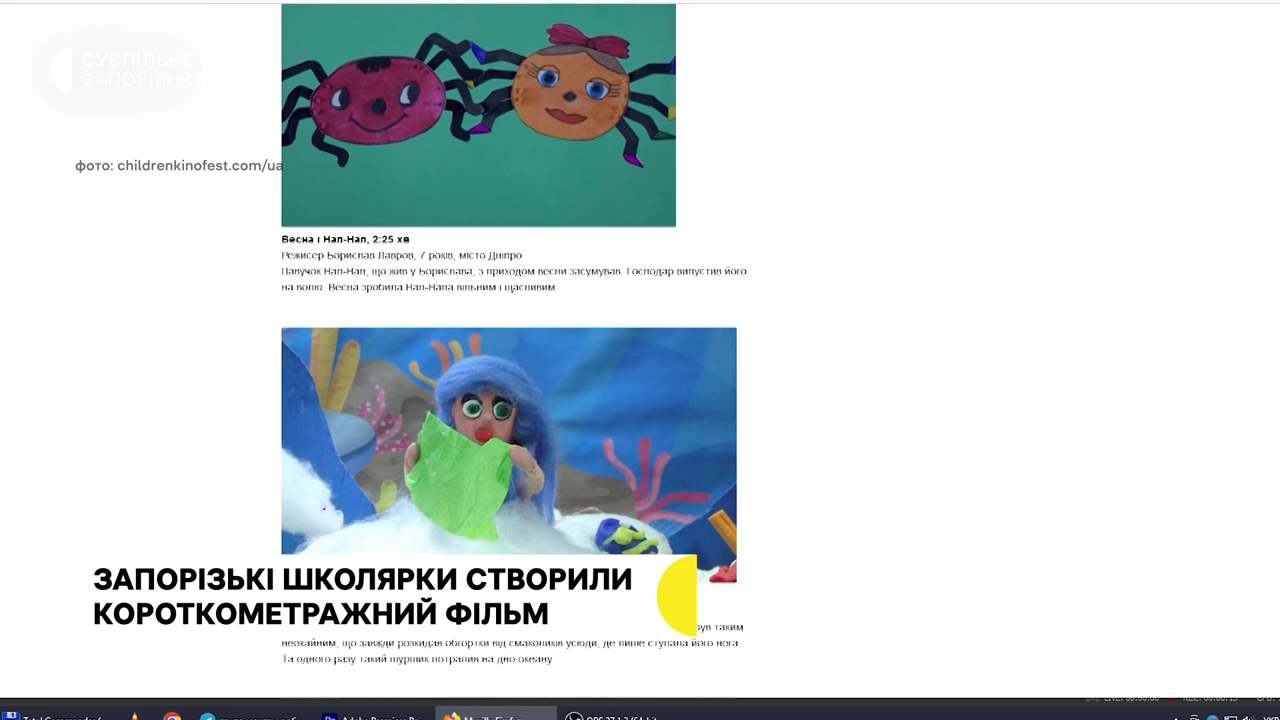 СУСПІЛЬНЕ
ЗАПОРІЖЖЯ
фото: childrenkinofest.com/ua
Весна і Нап-Нап, 2:25 хв
Режисер Борислав Лавров, 7 років, місто Дніпро
Павучок Нап-Нап, що жив у Борислава, з приходом весни засумував. Господар випустив його
на волю. Весна зробила Нап-Напа вільним і щасливим
ЗАПОРІЗЬКІ ШКОЛЯРКИ СТВОРИЛИ
КОРОТКОМЕТРАЖНИЙ ФІЛЬМ
таким
неохайним, що завжди розкидав обгортки від смаколиків усюди, де лише ступала його нога
Та одного разу такий шурпик потрапив на дно океану